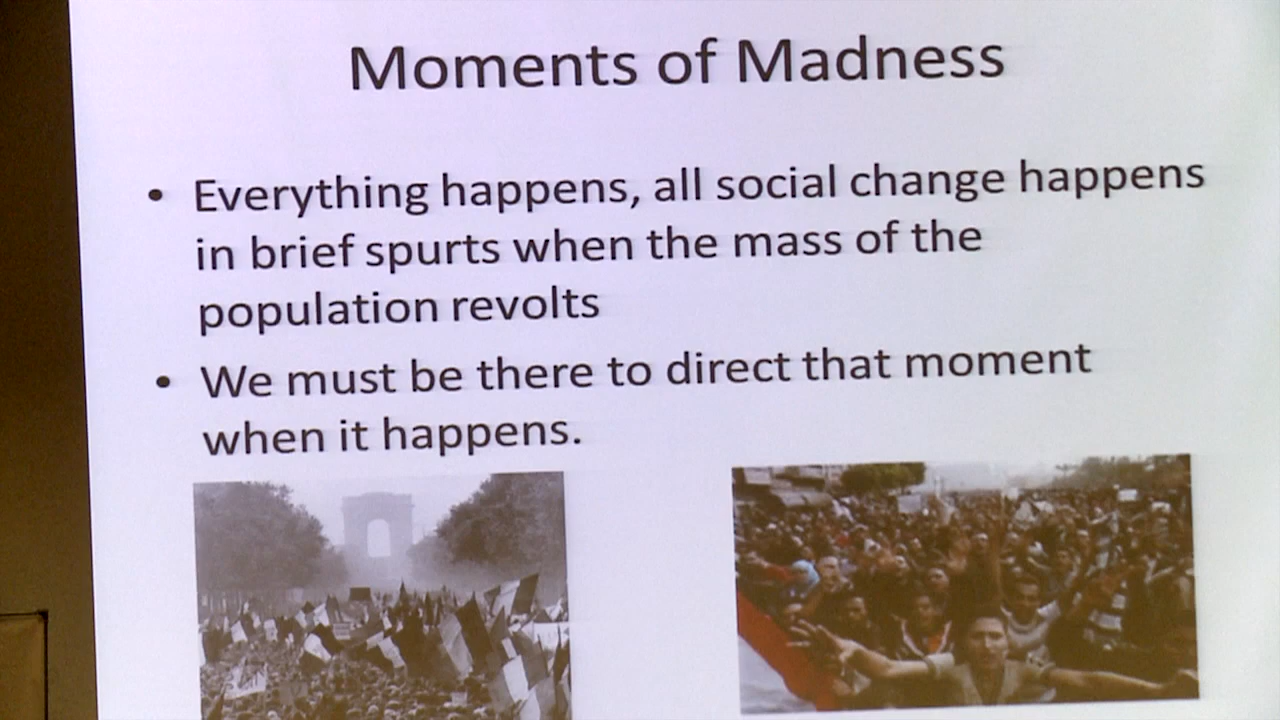 Moments of Madness
• Everything happens, all social change happens
in brief spurts when the mass of the
population revolts
• We must be there to direct that moment
when it happens.